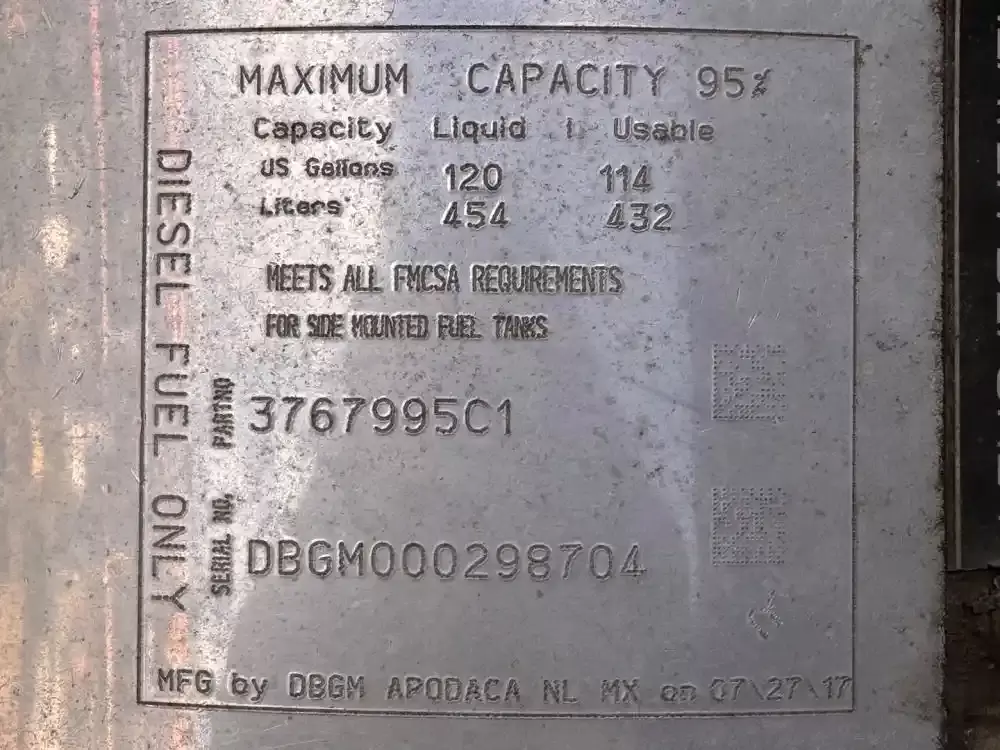 MAXIMUM CAPACITY 95%
Capacity Liquid | Usable
US Gallons 120 114
Liters 454 432
MEETS ALL FMCSA REQUIREMENTS
FOR SIDE MOUNTED FUEL TANKS
PARTNO 3767995C1
SERIAL NO. DBGM000298704
MFG by DBGM APODACA NL MX on 07\27\17
DIESEL FUEL ONLY